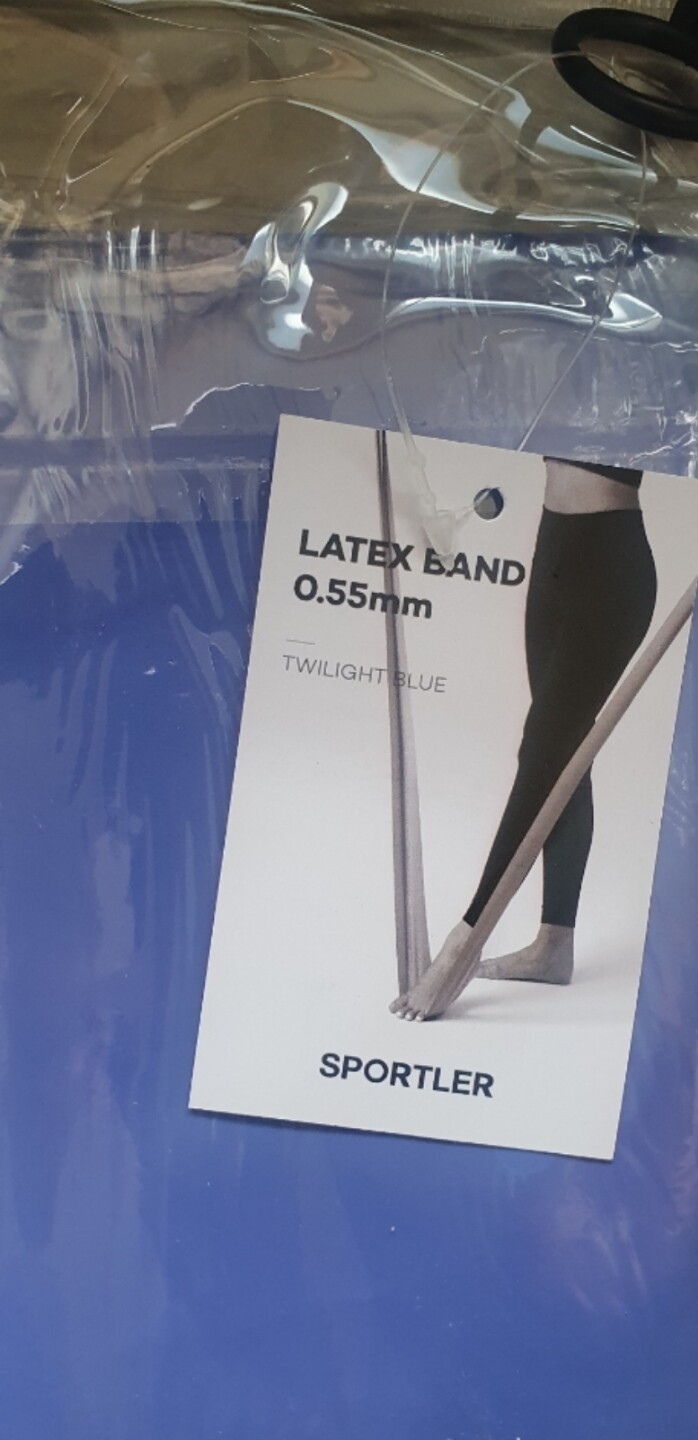 LATEX BAND
0.55mm
TWILIGHT BLUE
SPORTLER